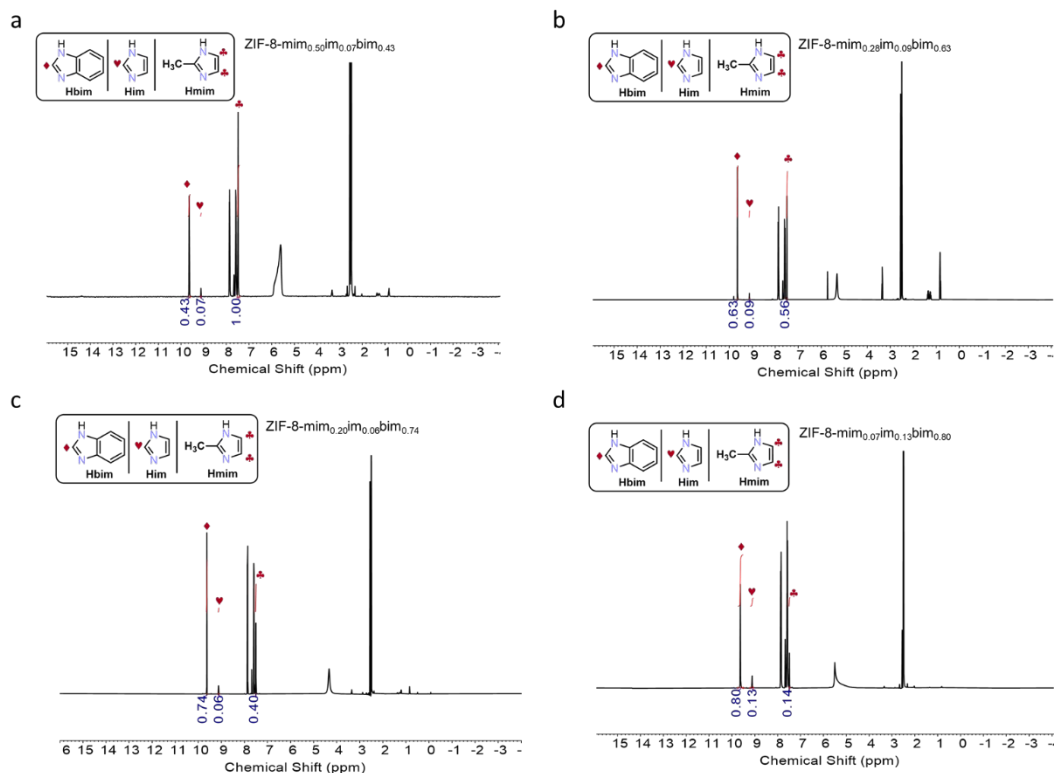 a
ZIF-8-mim0.50im0.07bim0.43
H
N
N
Hbim
H
N
N
Him
H
N
H3C
N
Hmim
0.43
0.07
1.00
15 14 13 12 11 10 9 8 7 6 5 4 3 2 1 0 -1 -2 -3 -4
Chemical Shift (ppm)
b
ZIF-8-mim0.28im0.09bim0.63
H
N
N
Hbim
H
N
N
Him
H
N
H3C
N
Hmim
0.63
0.09
0.56
15 14 13 12 11 10 9 8 7 6 5 4 3 2 1 0 -1 -2 -3 -4
Chemical Shift (ppm)
c
ZIF-8-mim0.20im0.06bim0.74
H
N
N
Hbim
H
N
N
Him
H
N
H3C
N
Hmim
0.74
0.06
0.40
6 15 14 13 12 11 10 9 8 7 6 5 4 3 2 1 0 -1 -2 -3 -4
Chemical Shift (ppm)
d
ZIF-8-mim0.07im0.13bim0.80
H
N
N
Hbim
H
N
N
Him
H
N
H3C
N
Hmim
0.80
0.13
0.14
15 14 13 12 11 10 9 8 7 6 5 4 3 2 1 0 -1 -2 -3 -4
Chemical Shift (ppm)